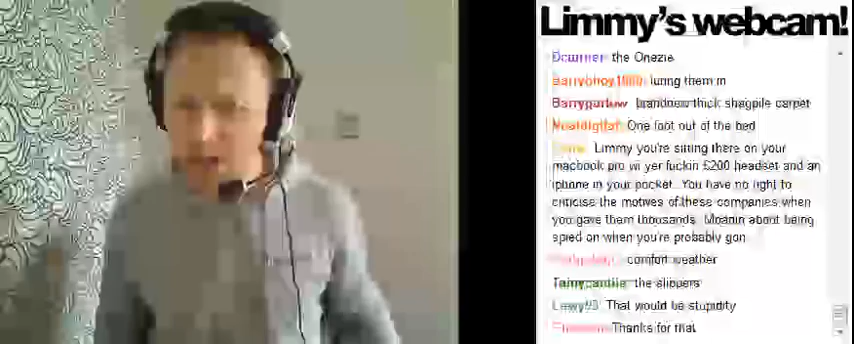 Limmy's webcam!
the Onezie
luring them in
Barrypartow brandnew thick shagpile carpet
One foot out of the bed
Limmy you're sitting there on your
macbook pro wi yer fuckin £200 headset and an
iphone in your pocket. You have no right to
criticise the motives of these companies when
you gave them thousands. Moanin about being
spied on when you're probably gon
comfort weather
the slippers
Lewy93 That would be stupidity
Thanks for that